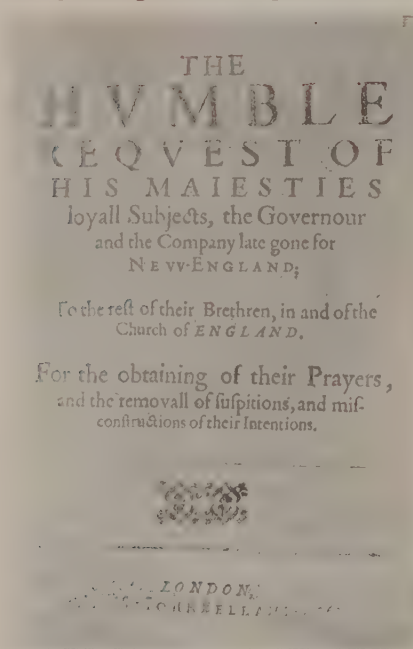 THE
HVMBLE
REQVEST OF
HIS MAIESTIES
loyall Subjects, the Governour
and the Company late gone for
NEVV-ENGLAND;
To the reſt of their Brethren, in and of the
Church of ENGLAND.
For the obtaining of their Prayers,
and the removall of ſuſpitions, and miſ-
conſtructions of their Intentions.
LONDON,